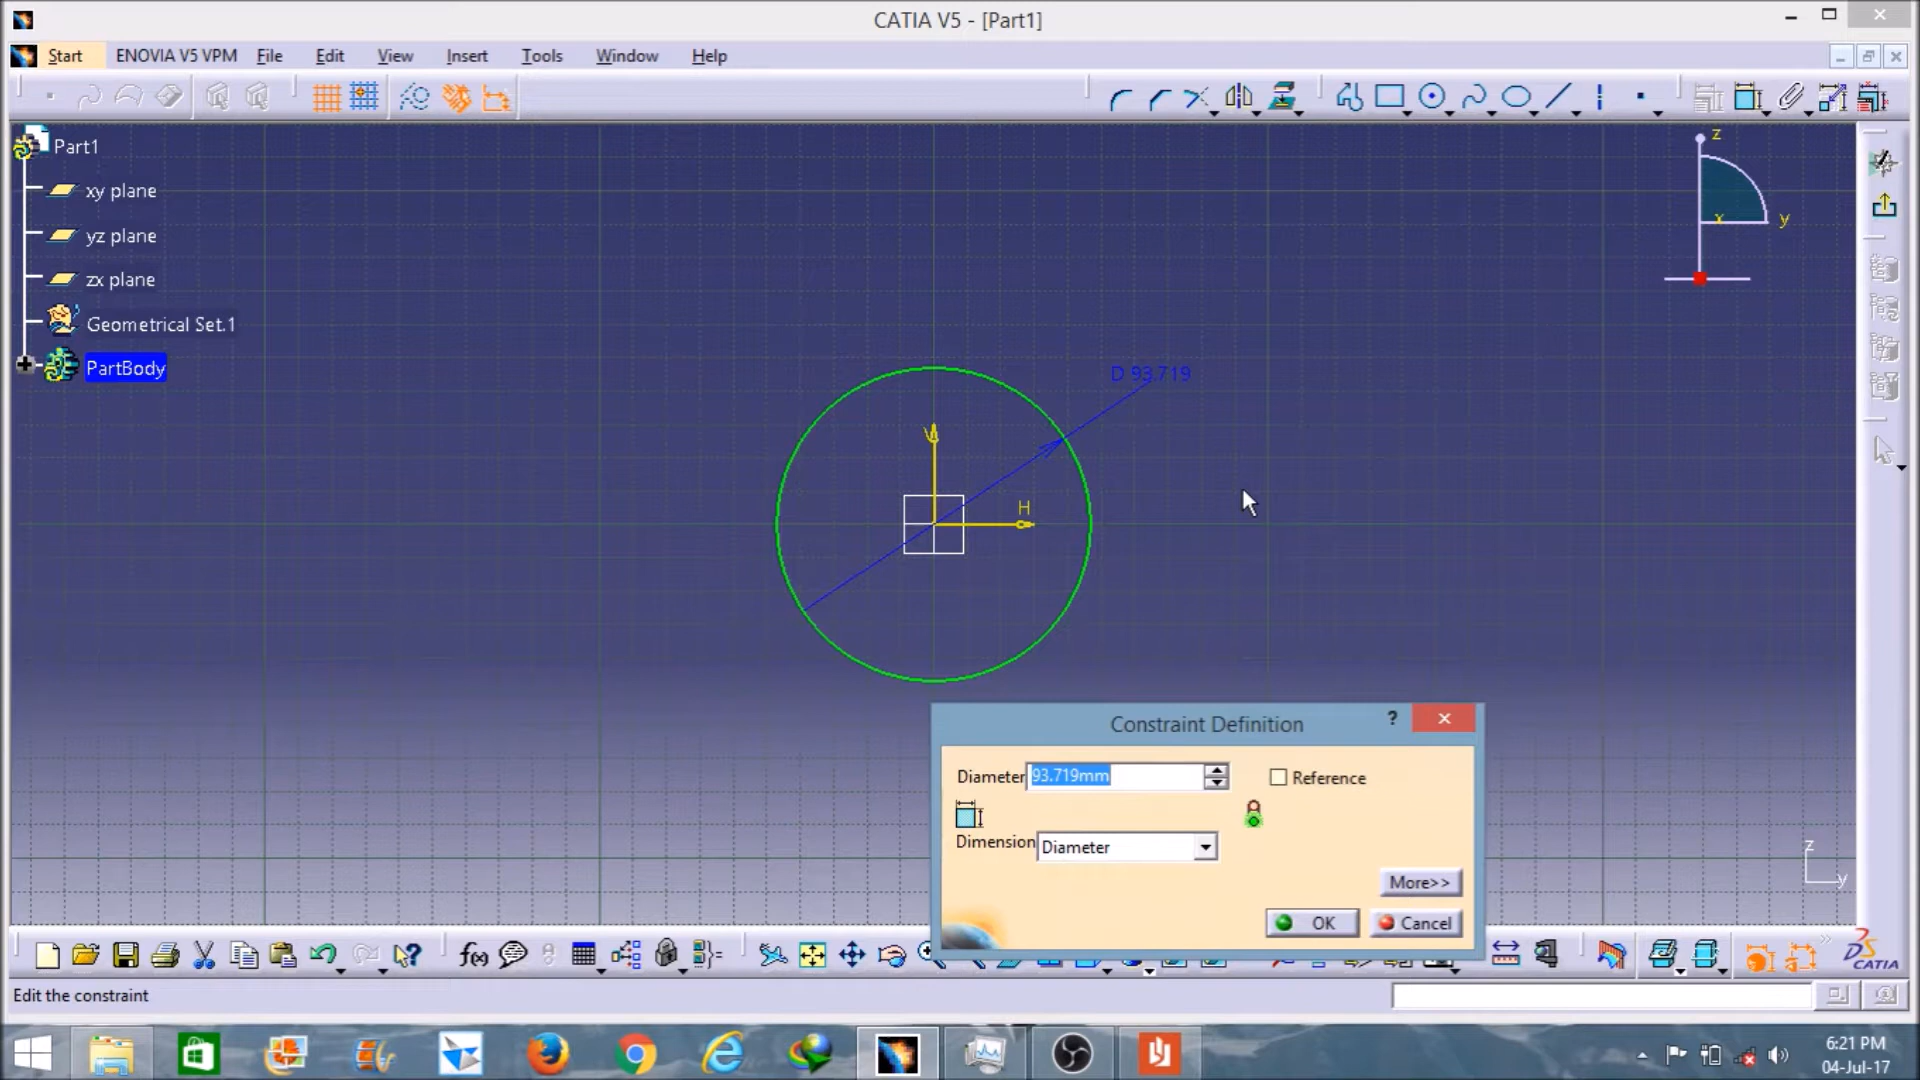 CATIA V5 - [Part1]
Start ENOVIA V5 VPM File Edit View Insert Tools Window Help
Part1
xy plane
yz plane
zx plane
Geometrical Set.1
PartBody
z
x
y
D 93.719
V
H
Constraint Definition
?
Diameter 93.719mm
Reference
Dimension Diameter
More>>
OK Cancel
z
y
f(x)
CATIA
Edit the constraint
6:21 PM
04-Jul-17